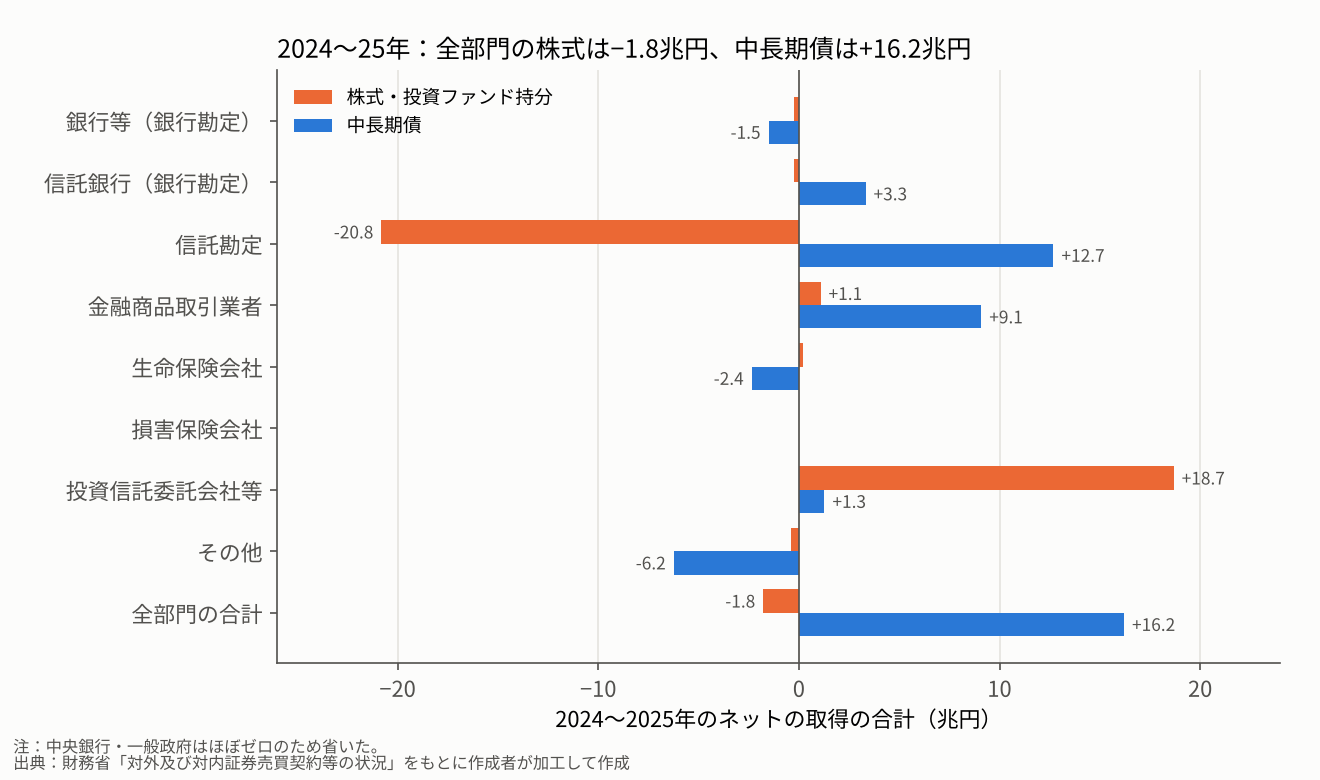 2024～25年：全部門の株式は−1.8兆円、中長期債は+16.2兆円
株式・投資ファンド持分
中長期債
銀行等（銀行勘定）
-1.5
信託銀行（銀行勘定）
+3.3
信託勘定
-20.8
+12.7
金融商品取引業者
+1.1
+9.1
生命保険会社
-2.4
損害保険会社
投資信託委託会社等
+18.7
+1.3
その他
-6.2
全部門の合計
-1.8
+16.2
−20
−10
0
10
20
2024～2025年のネットの取得の合計（兆円）
注：中央銀行・一般政府はほぼゼロのため省いた。
出典：財務省「対外及び対内証券売買契約等の状況」をもとに作成者が加工して作成